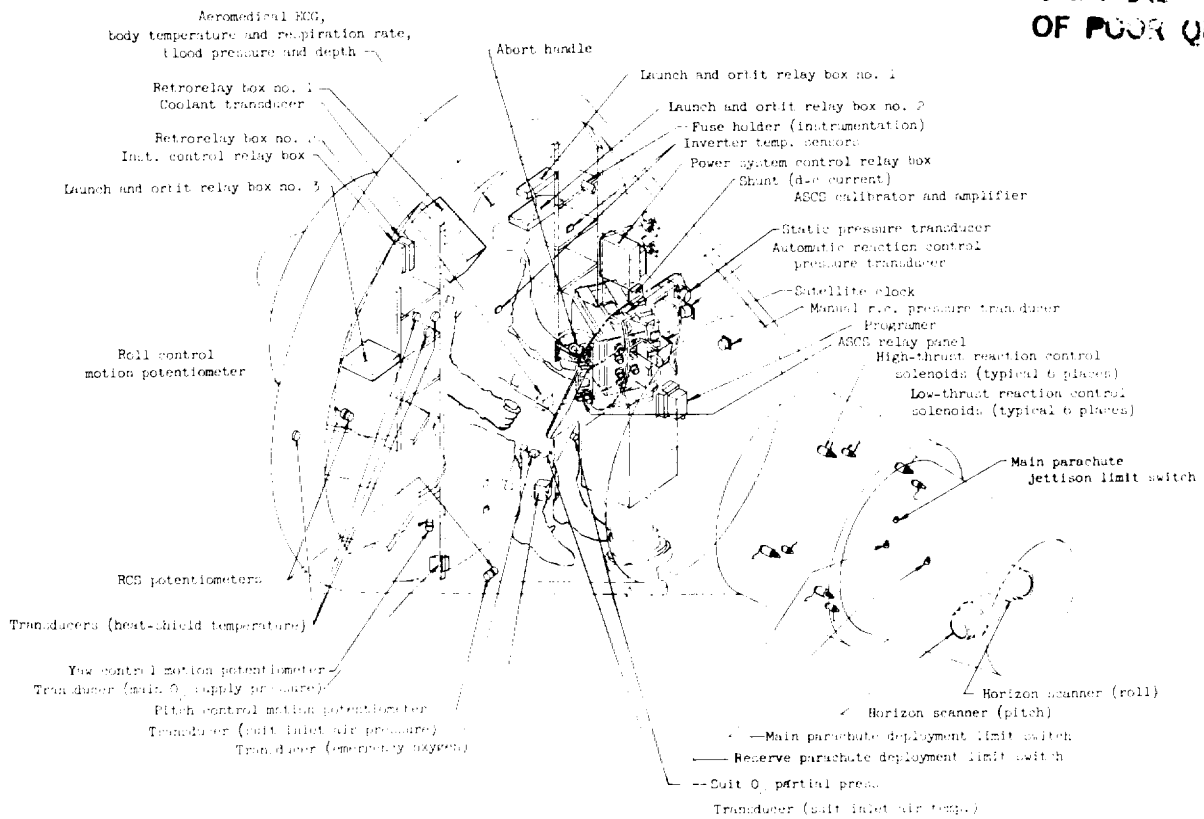 OF POOR
Aeromedical ECG,
body temperature and respiration rate,
blood pressure and depth
Abort handle
Launch and orbit relay box no. 1
Retrorelay box no. 1
Coolant transducer
Launch and orbit relay box no. 2
Fuse holder (instrumentation)
Retrorelay box no.
Inst. control relay box
Inverter temp. sensors
Power system control relay box
Launch and orbit relay box no. 3
Shunt (d-c current)
ASCS calibrator and amplifier
Static pressure transducer
Automatic reaction control
pressure transducer
Satellite clock
Manual r.c. pressure transducer
Programer
ASCS relay panel
Roll control
motion potentiometer
High-thrust reaction control
solenoids (typical 6 places)
Low-thrust reaction control
solenoids (typical 6 places)
Main parachute
jettison limit switch
RCS potentiometers
Transducers (heat-shield temperature)
Yaw control motion potentiometer
Transducer (main O2 supply pressure)
Pitch control motion potentiometer
Transducer (suit inlet air pressure)
Transducer (emergency oxygen)
Horizon scanner (roll)
Horizon scanner (pitch)
Main parachute deployment limit switch
Reserve parachute deployment limit switch
Suit O2 partial press
Transducer (suit inlet air temp.)